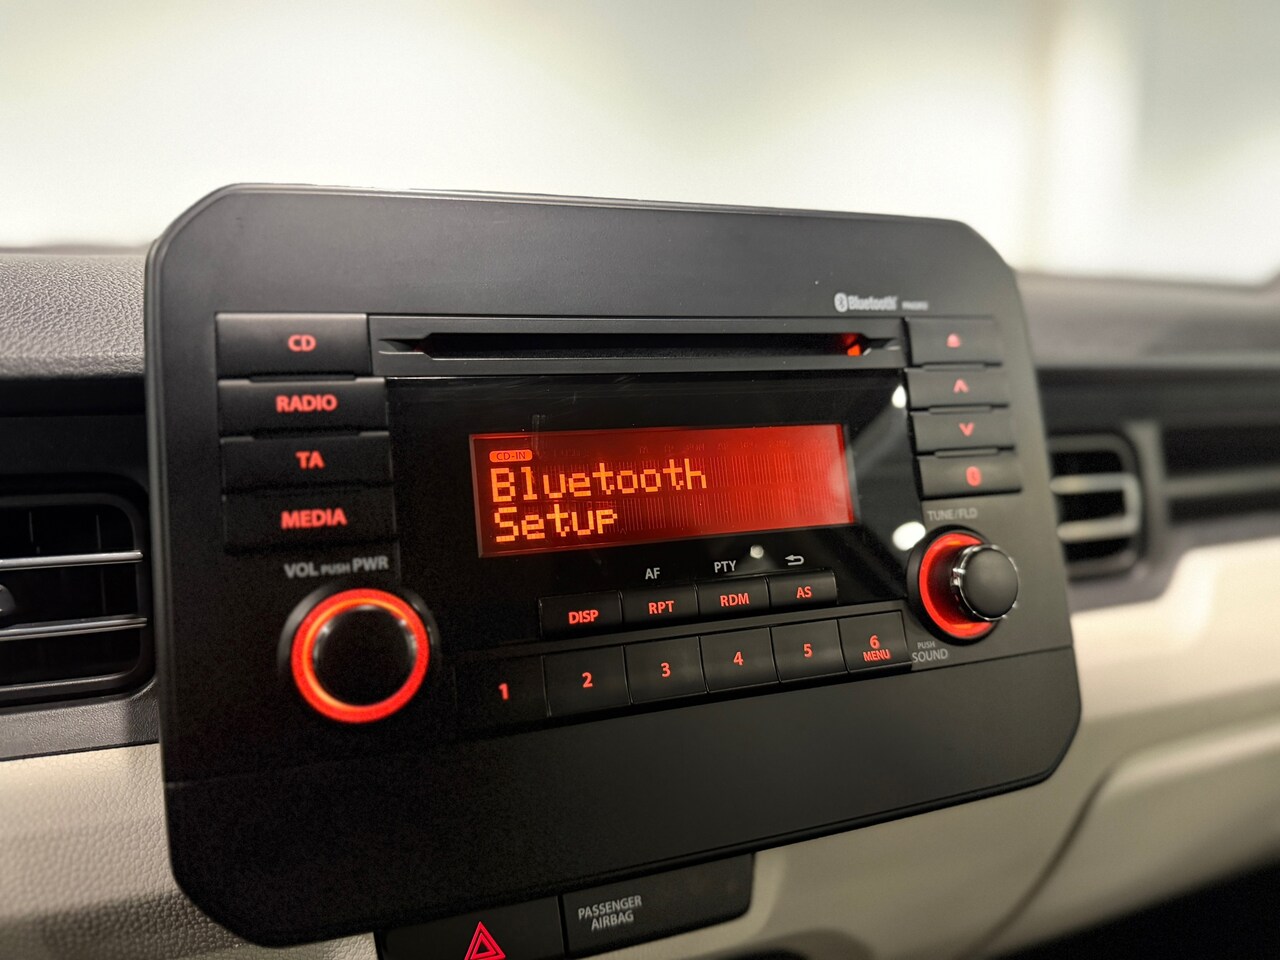 Bluetooth
CD
RADIO
TA
MEDIA
CD-IN
Bluetooth
Setup
VOL PUSH PWR
AF
PTY
DISP
RPT
RDM
AS
1
2
3
4
5
6
MENU
TUNE/FLD
PUSH
SOUND
PASSENGER
AIRBAG